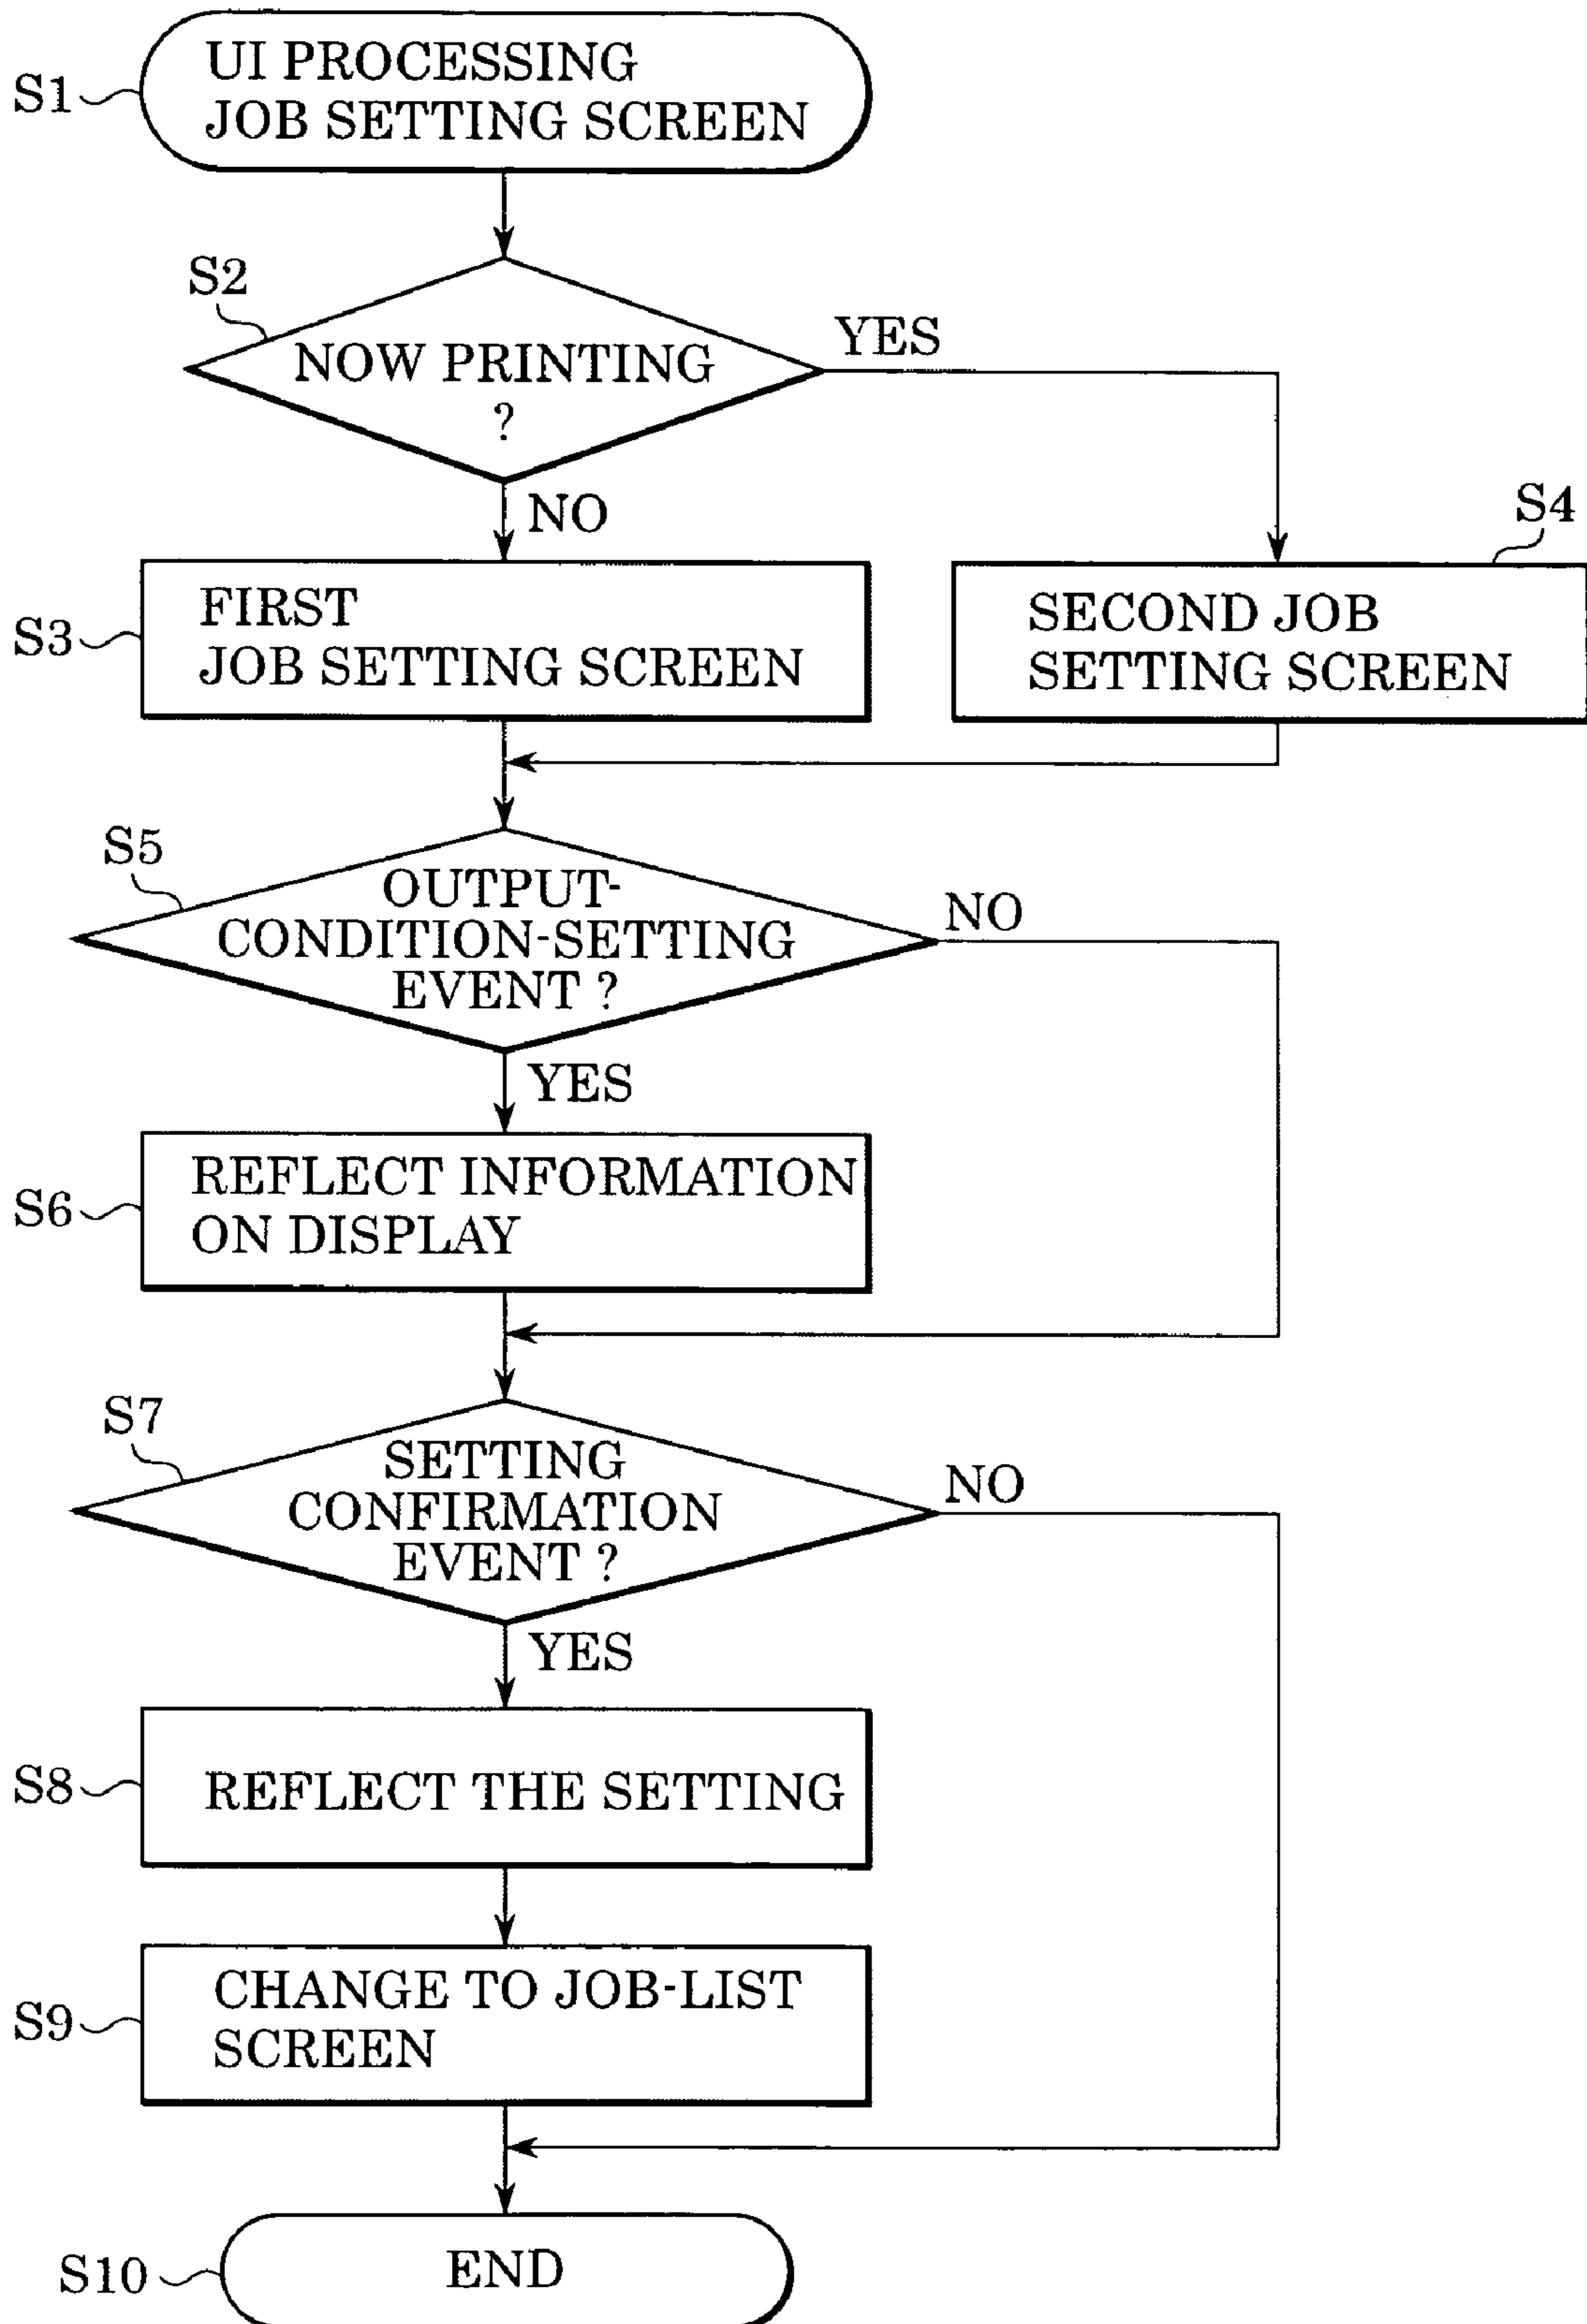 S1
UI PROCESSING
JOB SETTING SCREEN
S2
NOW PRINTING
?
YES
NO
S3
FIRST
JOB SETTING SCREEN
S4
SECOND JOB
SETTING SCREEN
S5
OUTPUT-
CONDITION-SETTING
EVENT ?
NO
YES
S6
REFLECT INFORMATION
ON DISPLAY
S7
SETTING
CONFIRMATION
EVENT ?
NO
YES
S8
REFLECT THE SETTING
S9
CHANGE TO JOB-LIST
SCREEN
S10
END